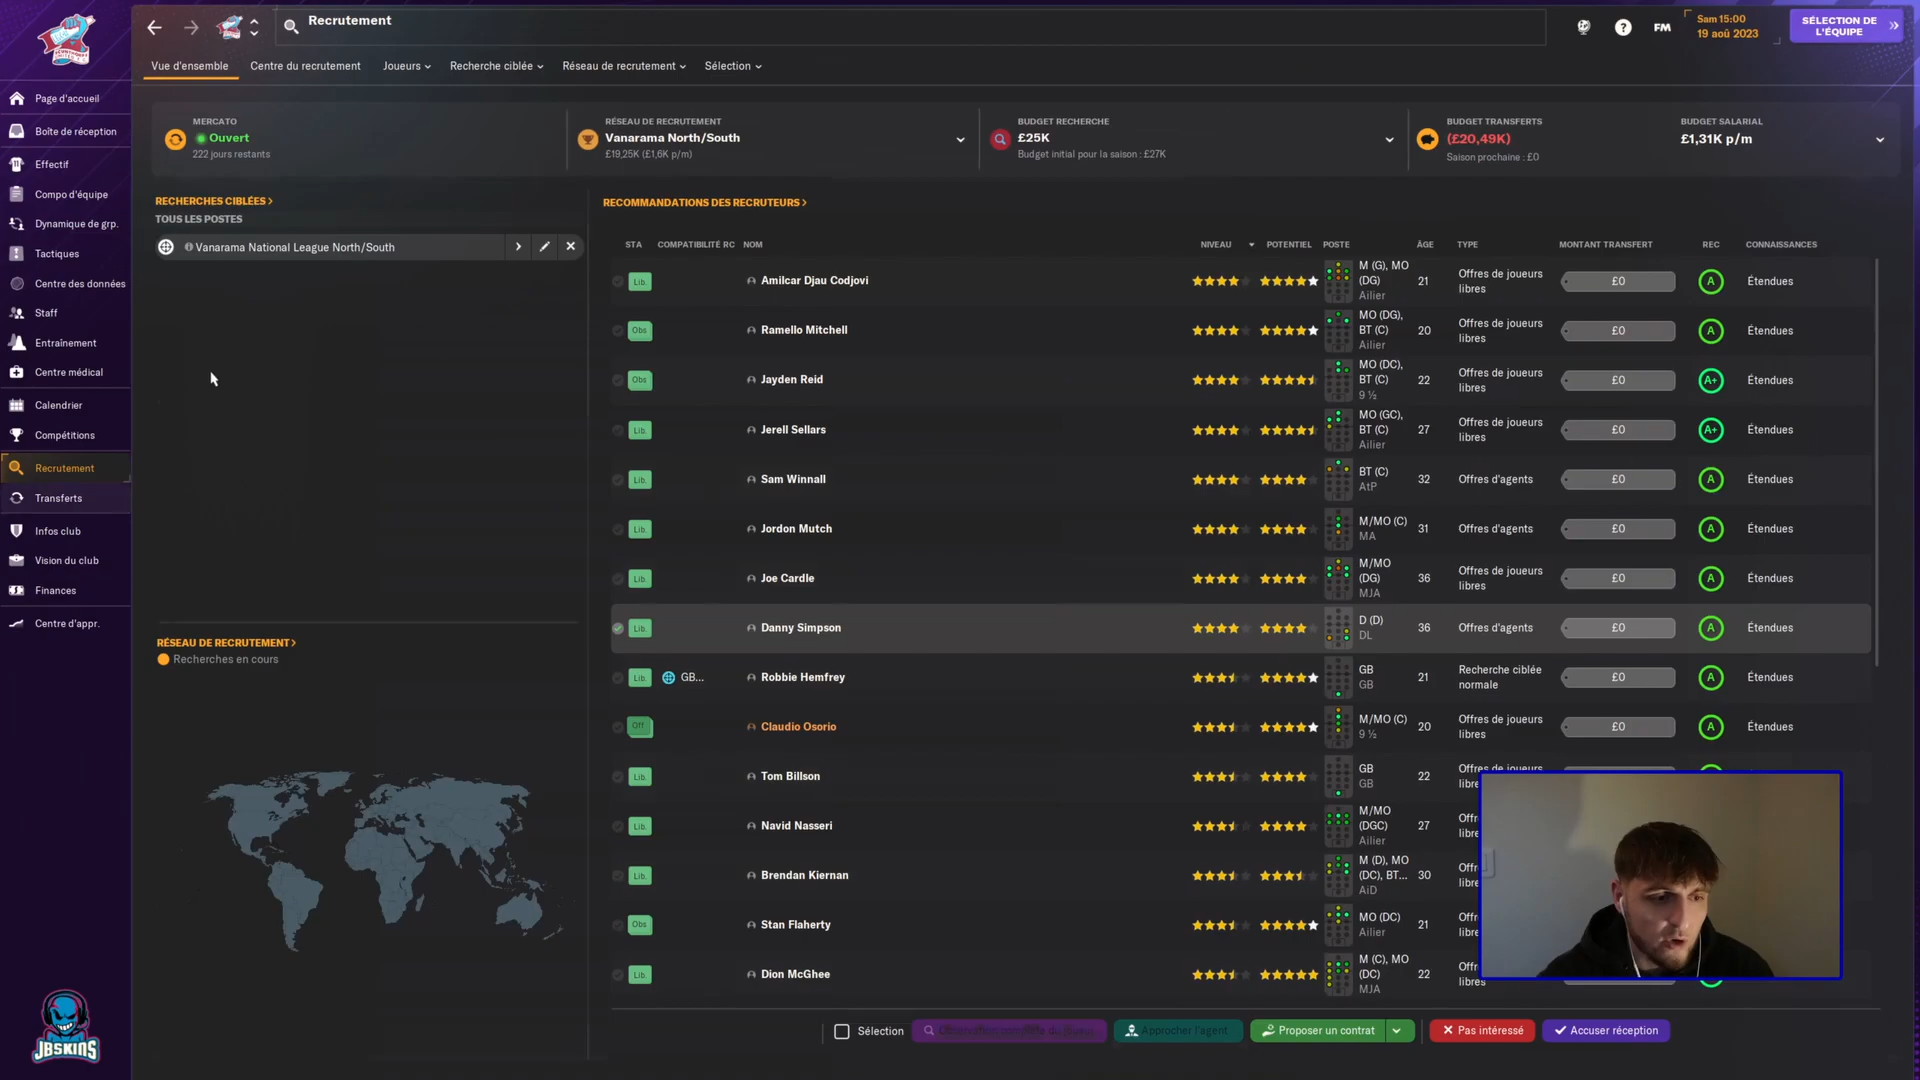 Recrutement
FM
Sam 15:00
19 aoû 2023
SÉLECTION DE
L'ÉQUIPE
Vue d'ensemble
Centre du recrutement
Joueurs
Recherche ciblée
Réseau de recrutement
Sélection
Page d'accueil
Boîte de réception
Effectif
Compo d'équipe
Dynamique de grp.
Tactiques
Centre des données
Staff
Entraînement
Centre médical
Calendrier
Compétitions
Recrutement
Transferts
Infos club
Vision du club
Finances
Centre d'appr.
JBSKINS
MERCATO
Ouvert
222 jours restants
RÉSEAU DE RECRUTEMENT
Vanarama North/South
£19,25K (£1,6K p/m)
BUDGET RECHERCHE
£25K
Budget initial pour la saison : £27K
BUDGET TRANSFERTS
(£20,49K)
Saison prochaine : £0
BUDGET SALARIAL
£1,31K p/m
RECHERCHES CIBLÉES >
TOUS LES POSTES
Vanarama National League North/South
RÉSEAU DE RECRUTEMENT >
Recherches en cours
RECOMMANDATIONS DES RECRUTEURS >
STA COMPATIBILITÉ RC NOM NIVEAU POTENTIEL POSTE ÂGE TYPE MONTANT TRANSFERT REC CONNAISSANCES
Lib. Amilcar Djau Codjovi M (G), MO (DG) Ailier 21 Offres de joueurs libres £0 A Étendues
Obs Ramello Mitchell MO (DG), BT (C) Ailier 20 Offres de joueurs libres £0 A Étendues
Obs Jayden Reid MO (DC), BT (C) 9 ½ 22 Offres de joueurs libres £0 A+ Étendues
Lib. Jerell Sellars MO (GC), BT (C) Ailier 27 Offres de joueurs libres £0 A+ Étendues
Lib. Sam Winnall BT (C) AtP 32 Offres d'agents £0 A Étendues
Lib. Jordon Mutch M/MO (C) MA 31 Offres d'agents £0 A Étendues
Lib. Joe Cardle M/MO (DG) MJA 36 Offres de joueurs libres £0 A Étendues
Lib. Danny Simpson D (D) DL 36 Offres d'agents £0 A Étendues
Lib. GB... Robbie Hemfrey GB GB 21 Recherche ciblée normale £0 A Étendues
Off Claudio Osorio M/MO (C) 9 ½ 20 Offres de joueurs libres £0 A Étendues
Lib. Tom Billson GB GB 22 Offres de joueurs libre
Lib. Navid Nasseri M/MO (DGC) Ailier 27 Offr libre
Lib. Brendan Kiernan M (D), MO (DC), BT... AiD 30 Offr libre
Obs Stan Flaherty MO (DC) Ailier 21 Offr libre
Lib. Dion McGhee M (C), MO (DC) MJA 22 Offr libres
Sélection
Approcher l'agent
Proposer un contrat
Pas intéressé
Accuser réception